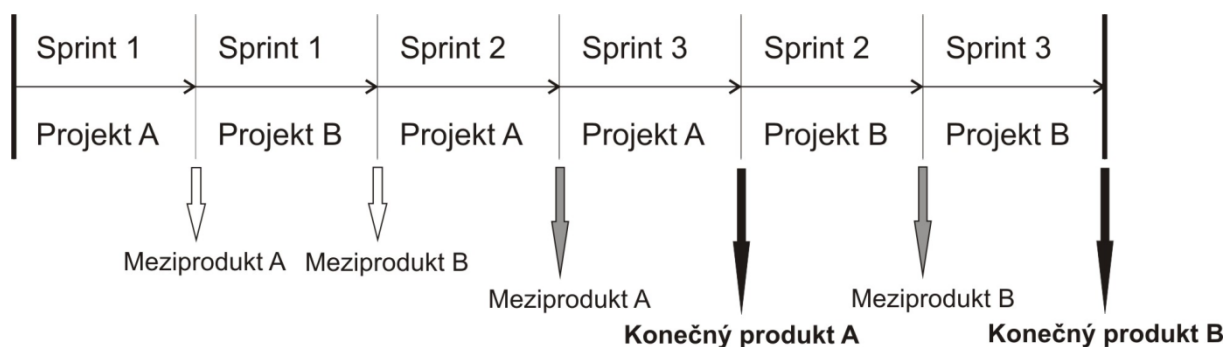 Sprint 1 Sprint 1 Sprint 2 Sprint 3 Sprint 2 Sprint 3
Projekt A Projekt B Projekt A Projekt A Projekt B Projekt B
Meziprodukt A Meziprodukt B
Meziprodukt A Meziprodukt B
Konečný produkt A Konečný produkt B